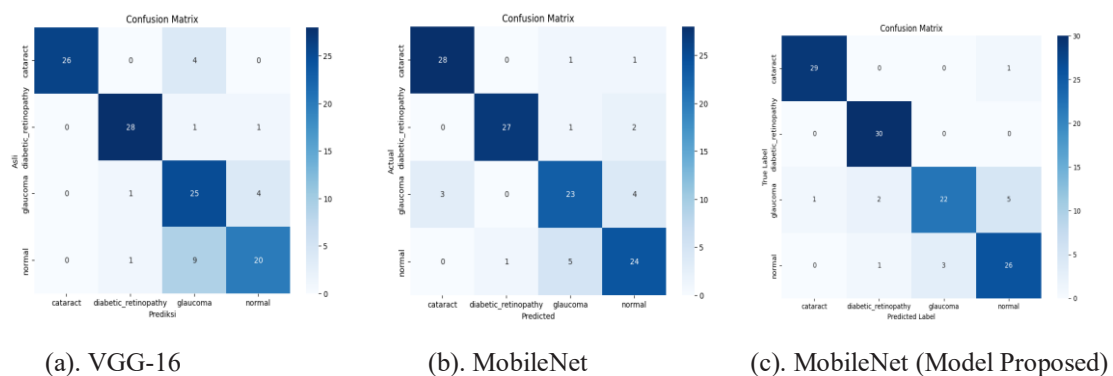 Confusion Matrix
cataract
26 0 4 0
diabetic_retinopathy
0 28 1 1
Asli
glaucoma
0 1 25 4
normal
0 1 9 20
cataract diabetic_retinopathy glaucoma normal
Prediksi
25
20
15
10
5
0
(a). VGG-16
Confusion Matrix
cataract
28 0 1 1
diabetic_retinopathy
0 27 1 2
Actual
glaucoma
3 0 23 4
normal
0 1 5 24
cataract diabetic_retinopathy glaucoma normal
Predicted
25
20
15
10
5
0
(b). MobileNet
Confusion Matrix
cataract
29 0 0 1
diabetic_retinopathy
0 30 0 0
True Label
glaucoma
1 2 22 5
normal
0 1 3 26
cataract diabetic_retinopathy glaucoma normal
Predicted Label
30
25
20
15
10
5
0
(c). MobileNet (Model Proposed)